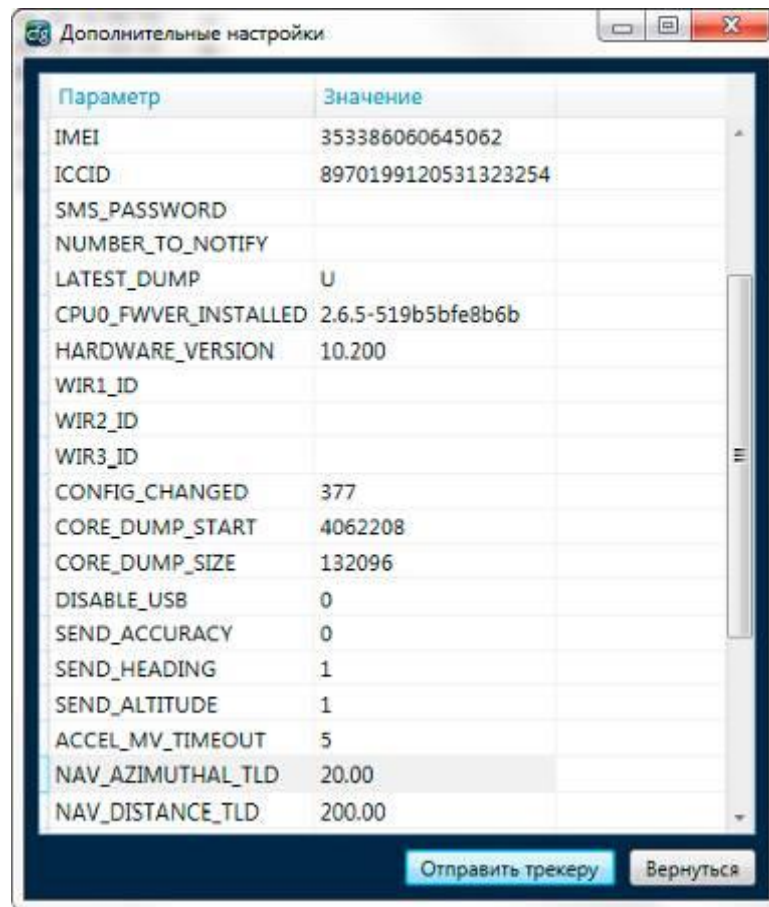 cfg Дополнительные настройки
Параметр Значение
IMEI 353386060645062
ICCID 8970199120531323254
SMS_PASSWORD
NUMBER_TO_NOTIFY
LATEST_DUMP U
CPU0_FWVER_INSTALLED 2.6.5-519b5bfe8b6b
HARDWARE_VERSION 10.200
WIR1_ID
WIR2_ID
WIR3_ID
CONFIG_CHANGED 377
CORE_DUMP_START 4062208
CORE_DUMP_SIZE 132096
DISABLE_USB 0
SEND_ACCURACY 0
SEND_HEADING 1
SEND_ALTITUDE 1
ACCEL_MV_TIMEOUT 5
NAV_AZIMUTHAL_TLD 20.00
NAV_DISTANCE_TLD 200.00
Отправить трекеру Вернуться